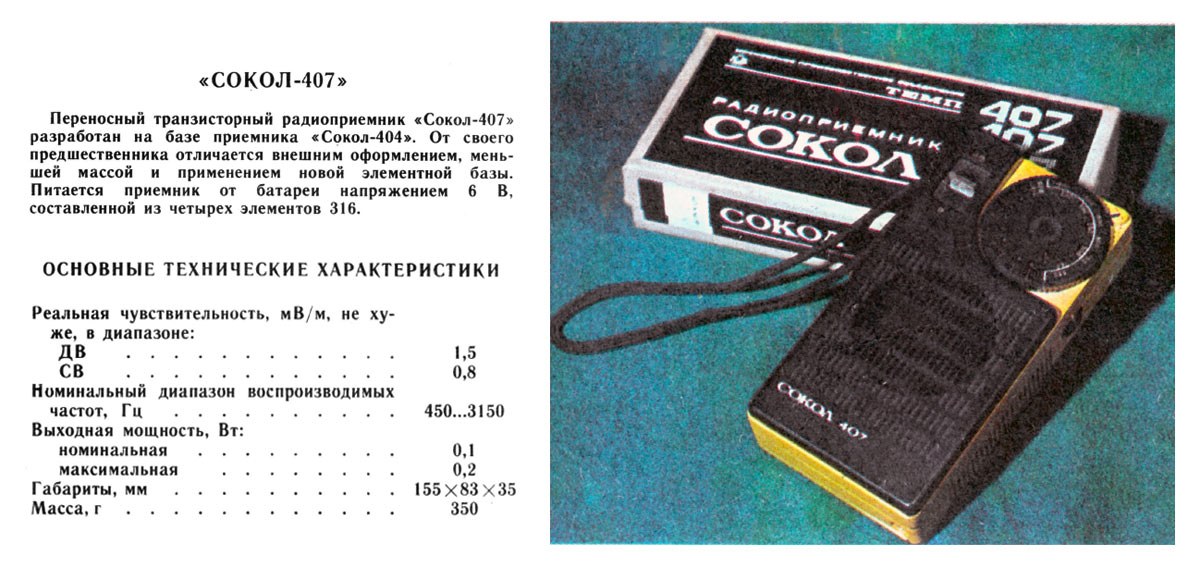 «СОКОЛ-407»
Переносный транзисторный радиоприемник «Сокол-407»
разработан на базе приемника «Сокол-404». От своего
предшественника отличается внешним оформлением, мень-
шей массой и применением новой элементной базы.
Питается приемник от батареи напряжением 6 В,
составленной из четырех элементов 316.
ОСНОВНЫЕ ТЕХНИЧЕСКИЕ ХАРАКТЕРИСТИКИ
Реальная чувствительность, мВ/м, не ху-
же, в диапазоне:
ДВ . . . . . . . . . . . . 1,5
СВ . . . . . . . . . . . . 0,8
Номинальный диапазон воспроизводимых
частот, Гц . . . . . . . . . . 450...3150
Выходная мощность, Вт:
номинальная . . . . . . . . . 0,1
максимальная . . . . . . . . 0,2
Габариты, мм . . . . . . . . . . 155×83×35
Масса, г . . . . . . . . . . . . 350
ТЕМП
РАДИОПРИЕМНИК
СОКОЛ
407
407
СОКОЛ
СОКОЛ 407